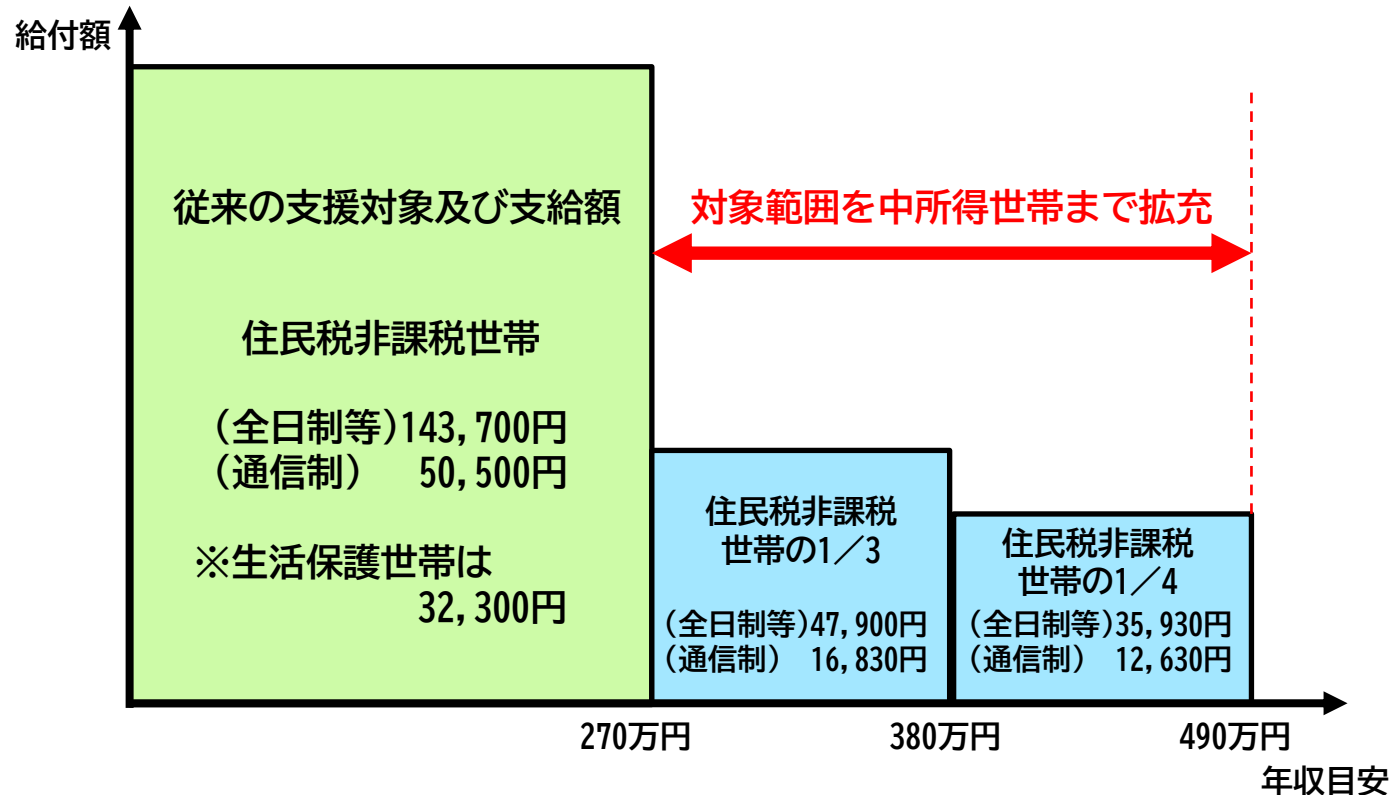 給付額
従来の支援対象及び支給額
対象範囲を中所得世帯まで拡充
住民税非課税世帯
(全日制等)143,700円
(通信制) 50,500円
※生活保護世帯は
32,300円
住民税非課税
世帯の1／3
(全日制等)47,900円
(通信制) 16,830円
住民税非課税
世帯の1／4
(全日制等)35,930円
(通信制) 12,630円
270万円
380万円
490万円
年収目安